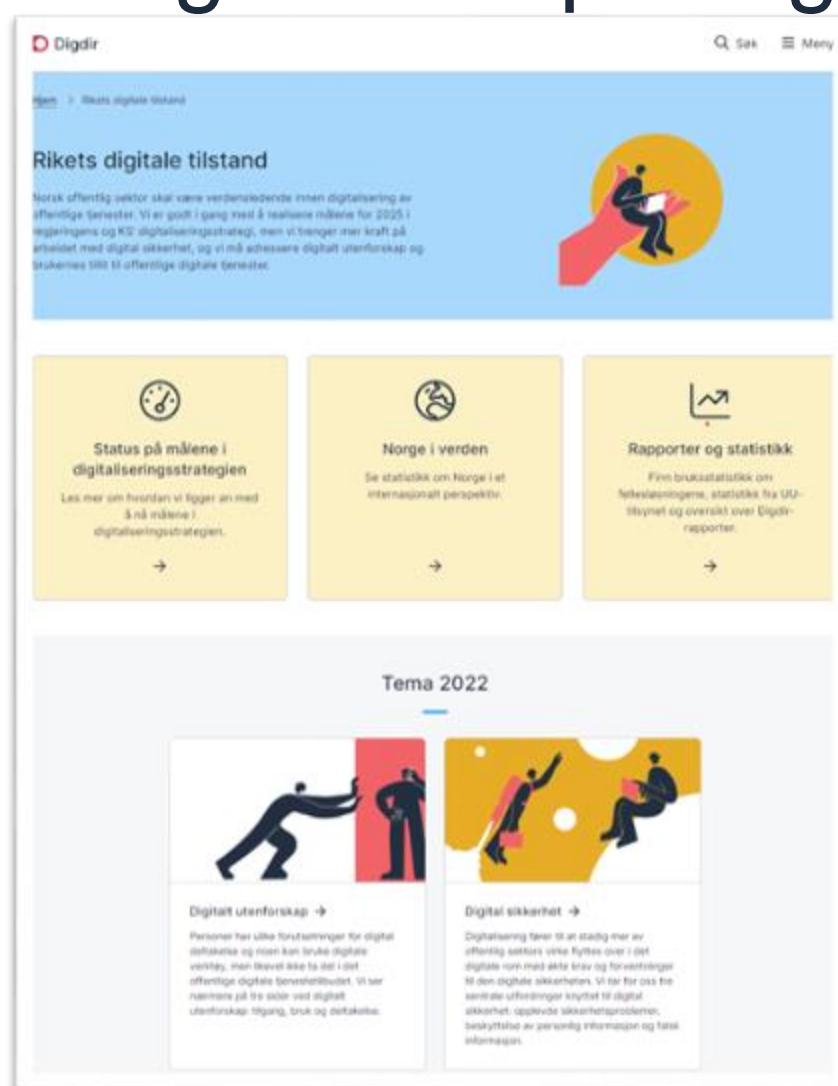 Digdir
Søk
Meny
Hjem > Rikets digitale tilstand
Rikets digitale tilstand
Norsk offentlig sektor skal være verdensledende innen digitalisering av
offentlige tjenester. Vi er godt i gang med å realisere målene for 2025 i
regjeringens og KS' digitaliseringsstrategi, men vi trenger mer kraft på
arbeidet med digital sikkerhet, og vi må adressere digitalt utenforskap og
brukernes tillit til offentlige digitale tjenester.
Status på målene i
digitaliseringsstrategien
Les mer om hvordan vi ligger an med
å nå målene i
digitaliseringsstrategien.
→
Norge i verden
Se statistikk om Norge i et
internasjonalt perspektiv.
→
Rapporter og statistikk
Finn bruksstatistikk om
fellesløsningene, statistikk fra UU-
tilsynet og oversikt over Digdir-
rapporter.
→
Tema 2022
Digitalt utenforskap →
Personer har ulike forutsetninger for digital
deltakelse og noen kan bruke digitale
verktøy, men likevel ikke ta del i det
offentlige digitale tjenestetilbudet. Vi ser
nærmere på tre sider ved digitalt
utenforskap: tilgang, bruk og deltakelse.
Digital sikkerhet →
Digitalisering fører til at stadig mer av
offentlig sektors virke flyttes over i det
digitale rom med økte krav og forventninger
til den digitale sikkerheten. Vi tar for oss tre
sentrale utfordringer knyttet til digital
sikkerhet: opplevde sikkerhetsproblemer,
beskyttelse av personlig informasjon og falsk
informasjon.